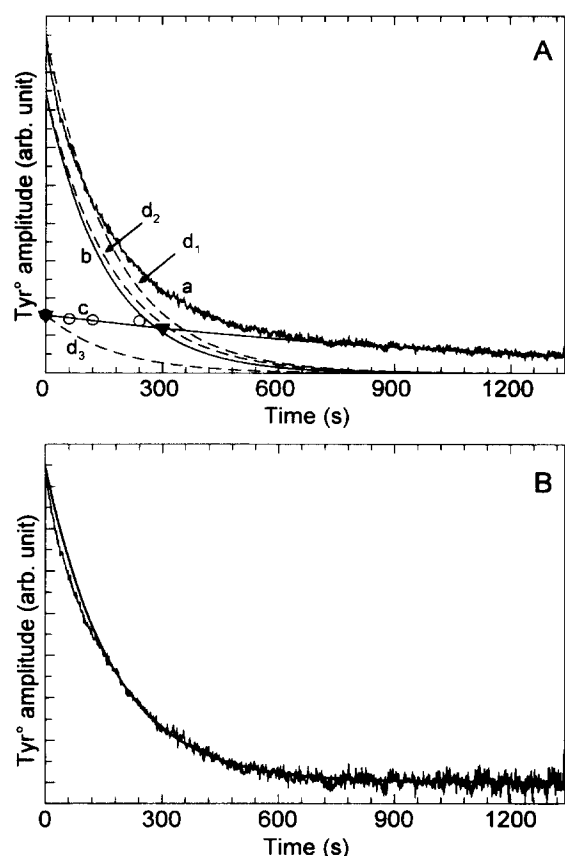 A
Tyr° amplitude (arb. unit)
d₂
d₁
b
a
c
d₃
0 300 600 900 1200
Time (s)
B
Tyr° amplitude (arb. unit)
0 300 600 900 1200
Time (s)